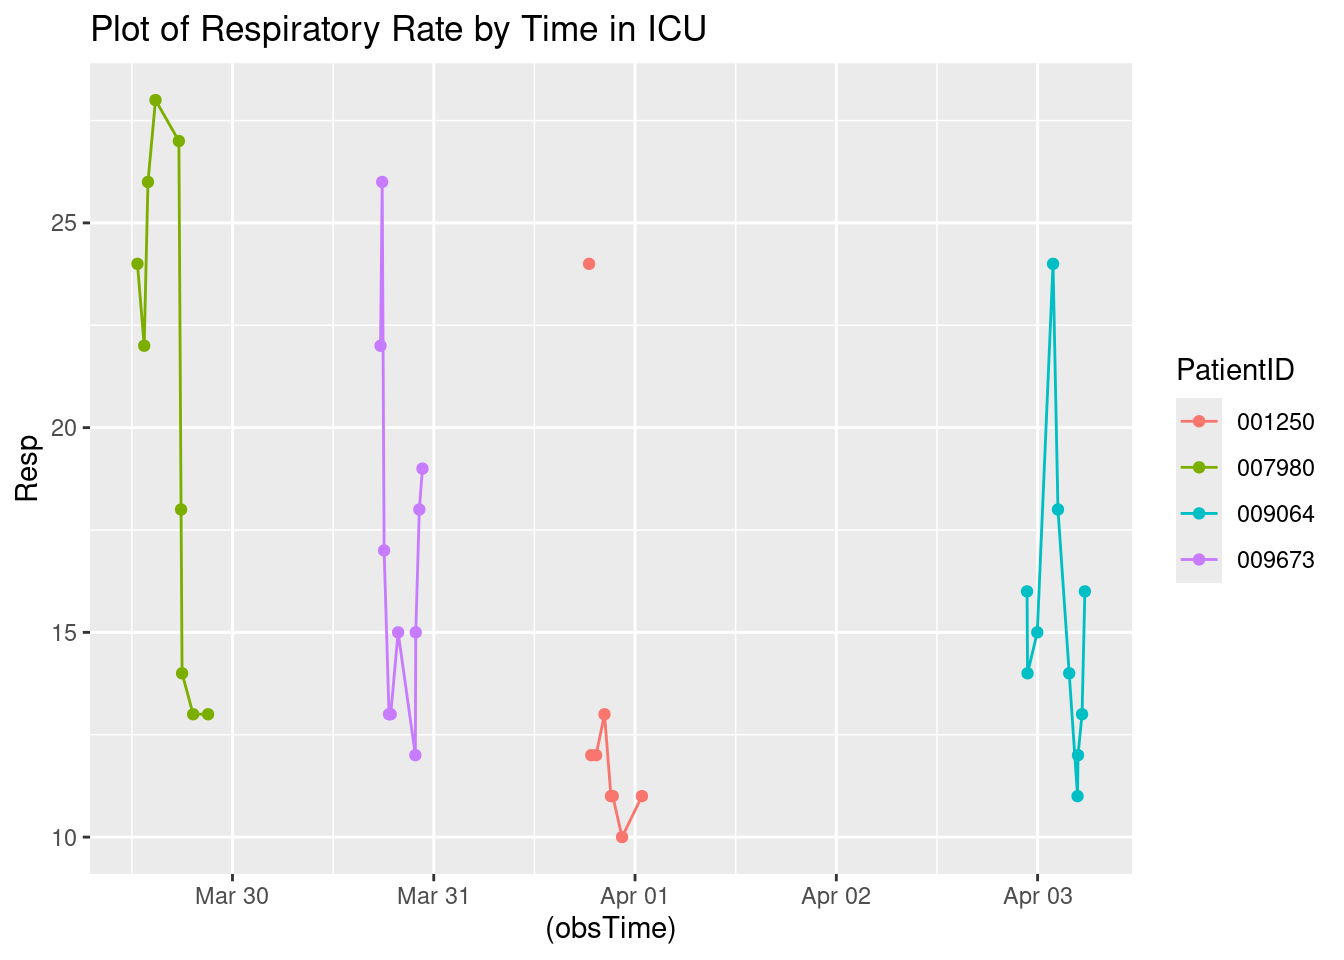 Plot of Respiratory Rate by Time in ICU
25
20
15
10
Resp
Mar 30
Mar 31
Apr 01
Apr 02
Apr 03
(obsTime)
PatientID
001250
007980
009064
009673